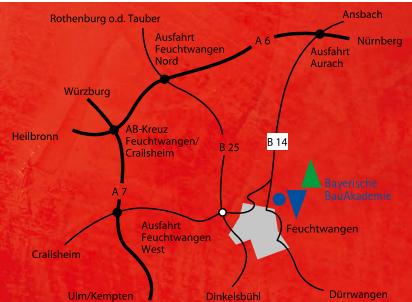 Rothenburg o.d. Tauber
Ansbach
Ausfahrt
Feuchtwangen
Nord
A 6
Nürnberg
Ausfahrt
Aurach
Würzburg
Heilbronn
AB-Kreuz
Feuchtwangen/
Crailsheim
B 25
B 14
A 7
Bayerische
BauAkademie
Ausfahrt
Feuchtwangen
West
Feuchtwangen
Crailsheim
Ulm/Kempten
Dinkelsbühl
Dürrwangen